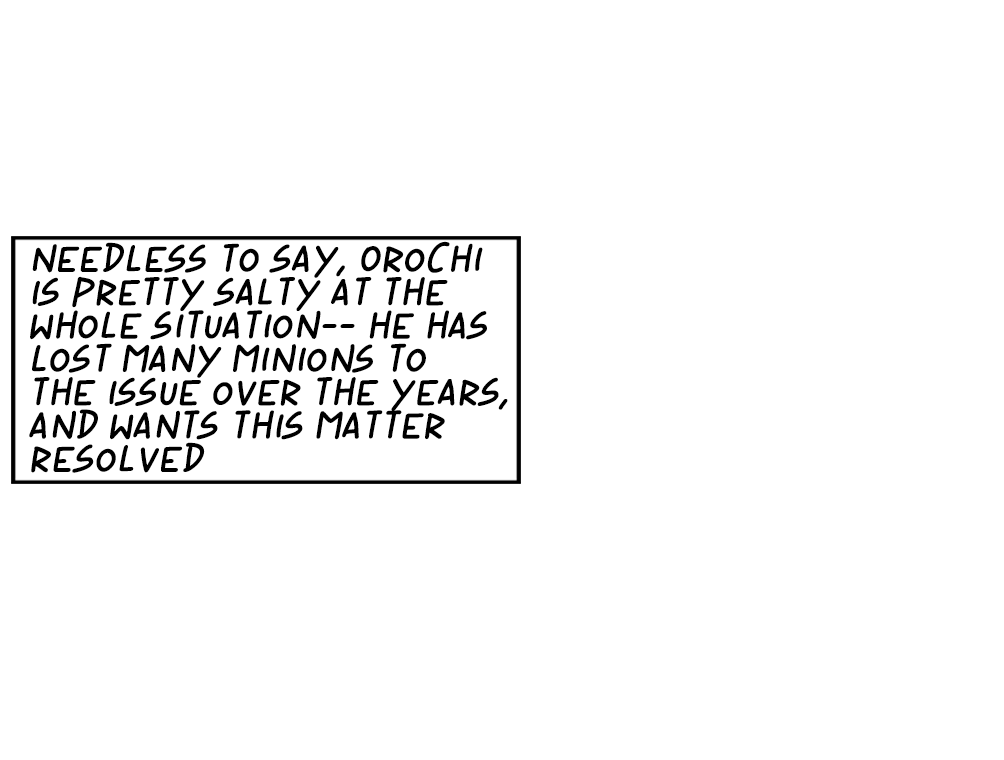 NEEDLESS TO SAY, OROCHI
IS PRETTY SALTY AT THE
WHOLE SITUATION-- HE HAS
LOST MANY MINIONS TO
THE ISSUE OVER THE YEARS,
AND WANTS THIS MATTER
RESOLVED